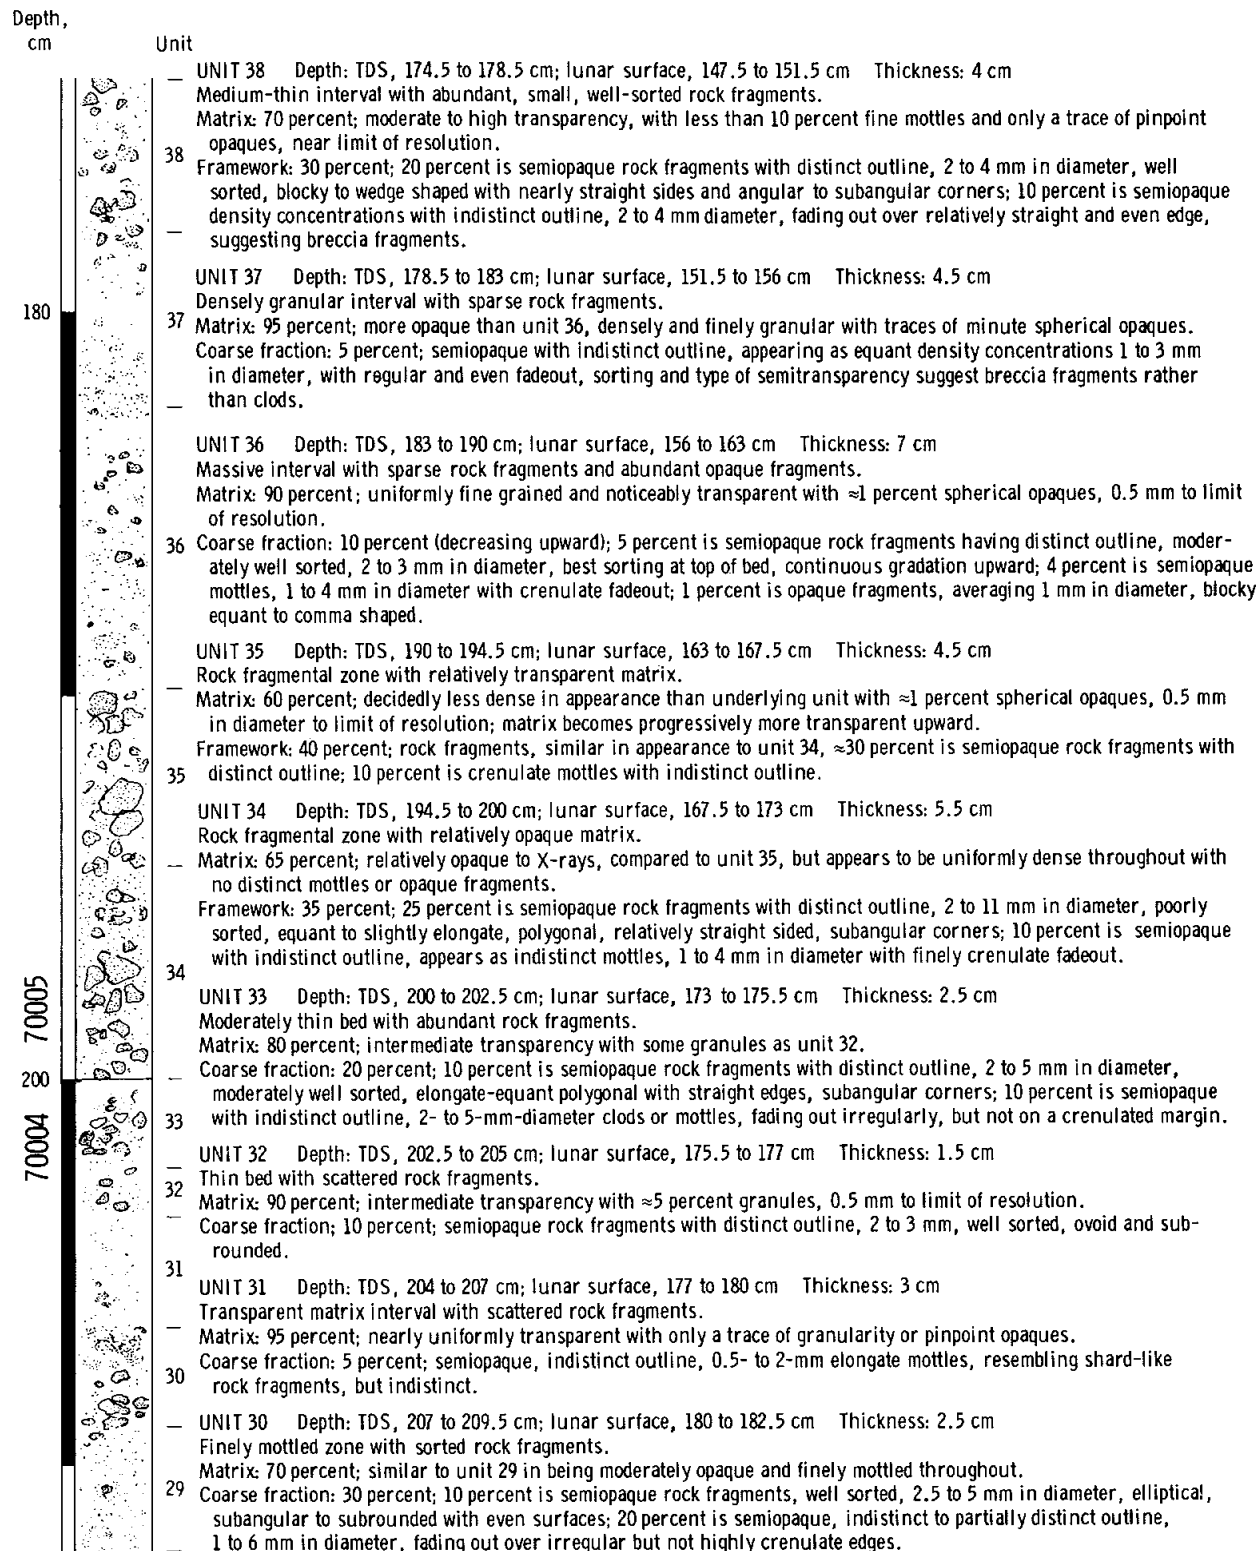 Depth,
cm
Unit
UNIT 38 Depth: TDS, 174.5 to 178.5 cm; lunar surface, 147.5 to 151.5 cm Thickness: 4 cm
Medium-thin interval with abundant, small, well-sorted rock fragments.
Matrix: 70 percent; moderate to high transparency, with less than 10 percent fine mottles and only a trace of pinpoint
opaques, near limit of resolution.
38
Framework: 30 percent; 20 percent is semiopaque rock fragments with distinct outline, 2 to 4 mm in diameter, well
sorted, blocky to wedge shaped with nearly straight sides and angular to subangular corners; 10 percent is semiopaque
density concentrations with indistinct outline, 2 to 4 mm diameter, fading out over relatively straight and even edge,
suggesting breccia fragments.
UNIT 37 Depth: TDS, 178.5 to 183 cm; lunar surface, 151.5 to 156 cm Thickness: 4.5 cm
Densely granular interval with sparse rock fragments.
180
37
Matrix: 95 percent; more opaque than unit 36, densely and finely granular with traces of minute spherical opaques.
Coarse fraction: 5 percent; semiopaque with indistinct outline, appearing as equant density concentrations 1 to 3 mm
in diameter, with regular and even fadeout, sorting and type of semitransparency suggest breccia fragments rather
than clods.
UNIT 36 Depth: TDS, 183 to 190 cm; lunar surface, 156 to 163 cm Thickness: 7 cm
Massive interval with sparse rock fragments and abundant opaque fragments.
Matrix: 90 percent; uniformly fine grained and noticeably transparent with ≈1 percent spherical opaques, 0.5 mm to limit
of resolution.
36
Coarse fraction: 10 percent (decreasing upward); 5 percent is semiopaque rock fragments having distinct outline, moder-
ately well sorted, 2 to 3 mm in diameter, best sorting at top of bed, continuous gradation upward; 4 percent is semiopaque
mottles, 1 to 4 mm in diameter with crenulate fadeout; 1 percent is opaque fragments, averaging 1 mm in diameter, blocky
equant to comma shaped.
UNIT 35 Depth: TDS, 190 to 194.5 cm; lunar surface, 163 to 167.5 cm Thickness: 4.5 cm
Rock fragmental zone with relatively transparent matrix.
Matrix: 60 percent; decidedly less dense in appearance than underlying unit with ≈1 percent spherical opaques, 0.5 mm
in diameter to limit of resolution; matrix becomes progressively more transparent upward.
Framework: 40 percent; rock fragments, similar in appearance to unit 34, ≈30 percent is semiopaque rock fragments with
35
distinct outline; 10 percent is crenulate mottles with indistinct outline.
UNIT 34 Depth: TDS, 194.5 to 200 cm; lunar surface, 167.5 to 173 cm Thickness: 5.5 cm
Rock fragmental zone with relatively opaque matrix.
Matrix: 65 percent; relatively opaque to X-rays, compared to unit 35, but appears to be uniformly dense throughout with
no distinct mottles or opaque fragments.
Framework: 35 percent; 25 percent is semiopaque rock fragments with distinct outline, 2 to 11 mm in diameter, poorly
sorted, equant to slightly elongate, polygonal, relatively straight sided, subangular corners; 10 percent is semiopaque
with indistinct outline, appears as indistinct mottles, 1 to 4 mm in diameter with finely crenulate fadeout.
34
UNIT 33 Depth: TDS, 200 to 202.5 cm; lunar surface, 173 to 175.5 cm Thickness: 2.5 cm
Moderately thin bed with abundant rock fragments.
70005
Matrix: 80 percent; intermediate transparency with some granules as unit 32.
Coarse fraction: 20 percent; 10 percent is semiopaque rock fragments with distinct outline, 2 to 5 mm in diameter,
200
moderately well sorted, elongate-equant polygonal with straight edges, subangular corners; 10 percent is semiopaque
33
with indistinct outline, 2- to 5-mm-diameter clods or mottles, fading out irregularly, but not on a crenulated margin.
70004
UNIT 32 Depth: TDS, 202.5 to 205 cm; lunar surface, 175.5 to 177 cm Thickness: 1.5 cm
Thin bed with scattered rock fragments.
32
Matrix: 90 percent; intermediate transparency with ≈5 percent granules, 0.5 mm to limit of resolution.
Coarse fraction; 10 percent; semiopaque rock fragments with distinct outline, 2 to 3 mm, well sorted, ovoid and sub-
rounded.
31
UNIT 31 Depth: TDS, 204 to 207 cm; lunar surface, 177 to 180 cm Thickness: 3 cm
Transparent matrix interval with scattered rock fragments.
Matrix: 95 percent; nearly uniformly transparent with only a trace of granularity or pinpoint opaques.
Coarse fraction: 5 percent; semiopaque, indistinct outline, 0.5- to 2-mm elongate mottles, resembling shard-like
30
rock fragments, but indistinct.
UNIT 30 Depth: TDS, 207 to 209.5 cm; lunar surface, 180 to 182.5 cm Thickness: 2.5 cm
Finely mottled zone with sorted rock fragments.
Matrix: 70 percent; similar to unit 29 in being moderately opaque and finely mottled throughout.
29
Coarse fraction: 30 percent; 10 percent is semiopaque rock fragments, well sorted, 2.5 to 5 mm in diameter, elliptical,
subangular to subrounded with even surfaces; 20 percent is semiopaque, indistinct to partially distinct outline,
1 to 6 mm in diameter, fading out over irregular but not highly crenulate edges.